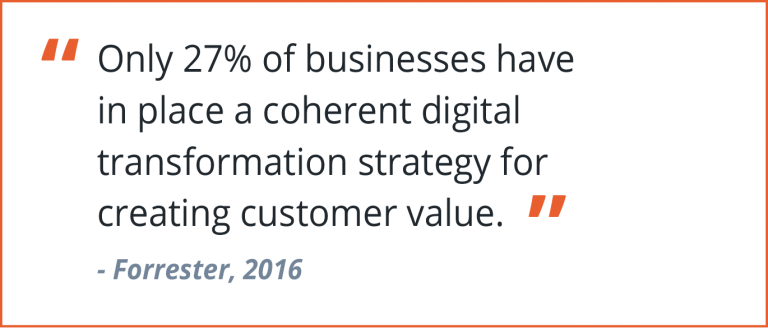 “ Only 27% of businesses have
in place a coherent digital
transformation strategy for
creating customer value. ”
- Forrester, 2016